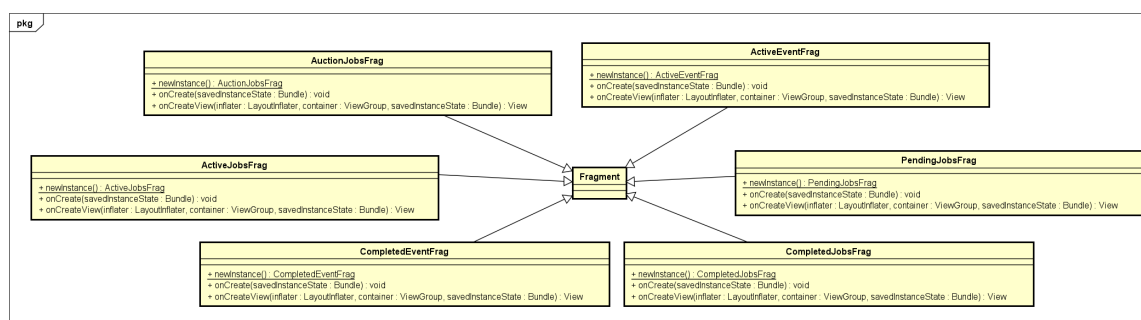 pkg
AuctionJobsFrag
+ newInstance() : AuctionJobsFrag
+ onCreate(savedInstanceState : Bundle) : void
+ onCreateView(inflater : LayoutInflater, container : ViewGroup, savedInstanceState : Bundle) : View
ActiveEventFrag
+ newInstance() : ActiveEventFrag
+ onCreate(savedInstanceState : Bundle) : void
+ onCreateView(inflater : LayoutInflater, container : ViewGroup, savedInstanceState : Bundle) : View
ActiveJobsFrag
+ newInstance() : ActiveJobsFrag
+ onCreate(savedInstanceState : Bundle) : void
+ onCreateView(inflater : LayoutInflater, container : ViewGroup, savedInstanceState : Bundle) : View
Fragment
PendingJobsFrag
+ newInstance() : PendingJobsFrag
+ onCreate(savedInstanceState : Bundle) : void
+ onCreateView(inflater : LayoutInflater, container : ViewGroup, savedInstanceState : Bundle) : View
CompletedEventFrag
+ newInstance() : CompletedEventFrag
+ onCreate(savedInstanceState : Bundle) : void
+ onCreateView(inflater : LayoutInflater, container : ViewGroup, savedInstanceState : Bundle) : View
CompletedJobsFrag
+ newInstance() : CompletedJobsFrag
+ onCreate(savedInstanceState : Bundle) : void
+ onCreateView(inflater : LayoutInflater, container : ViewGroup, savedInstanceState : Bundle) : View